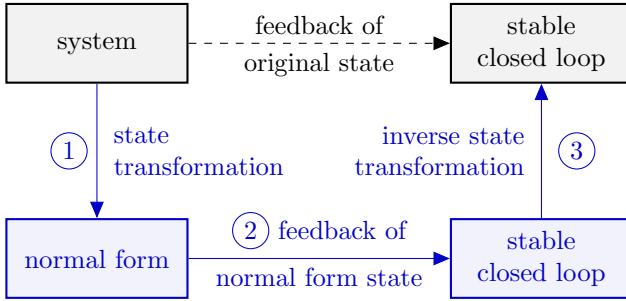 system
feedback of
original state
stable
closed loop
1
state
transformation
inverse state
transformation
3
normal form
2 feedback of
normal form state
stable
closed loop